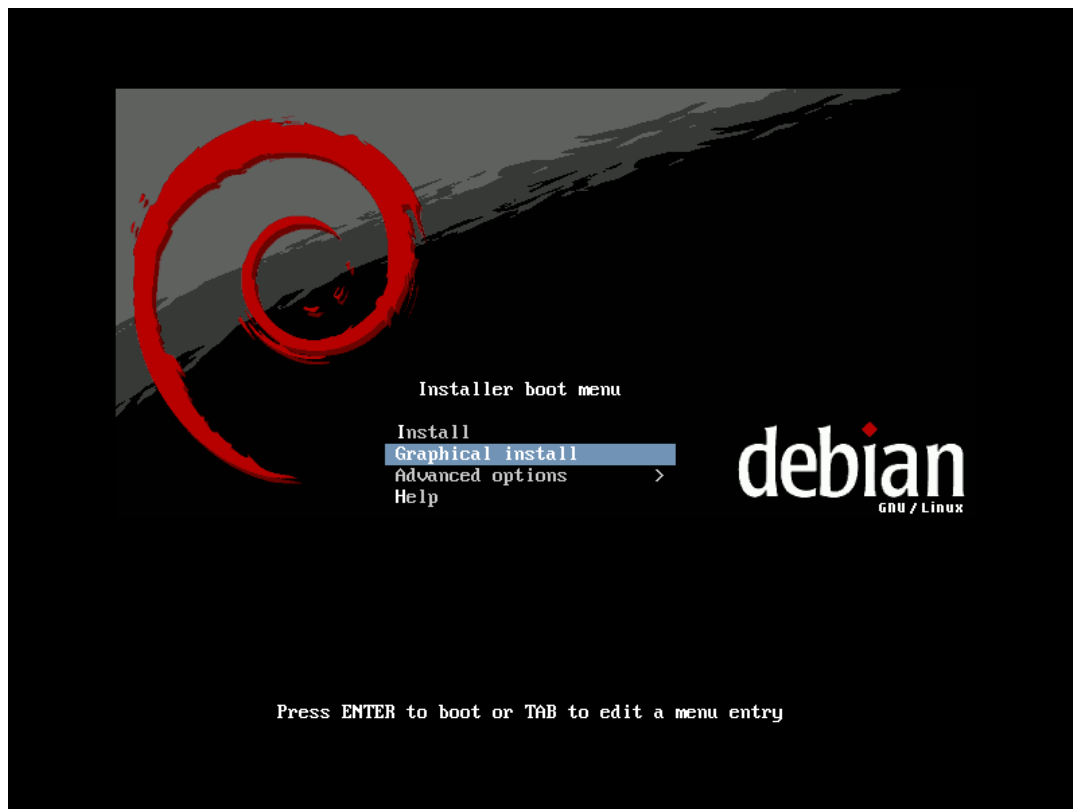 Installer boot menu
Install
Graphical install
Advanced options >
Help
debian
GNU / Linux
Press ENTER to boot or TAB to edit a menu entry